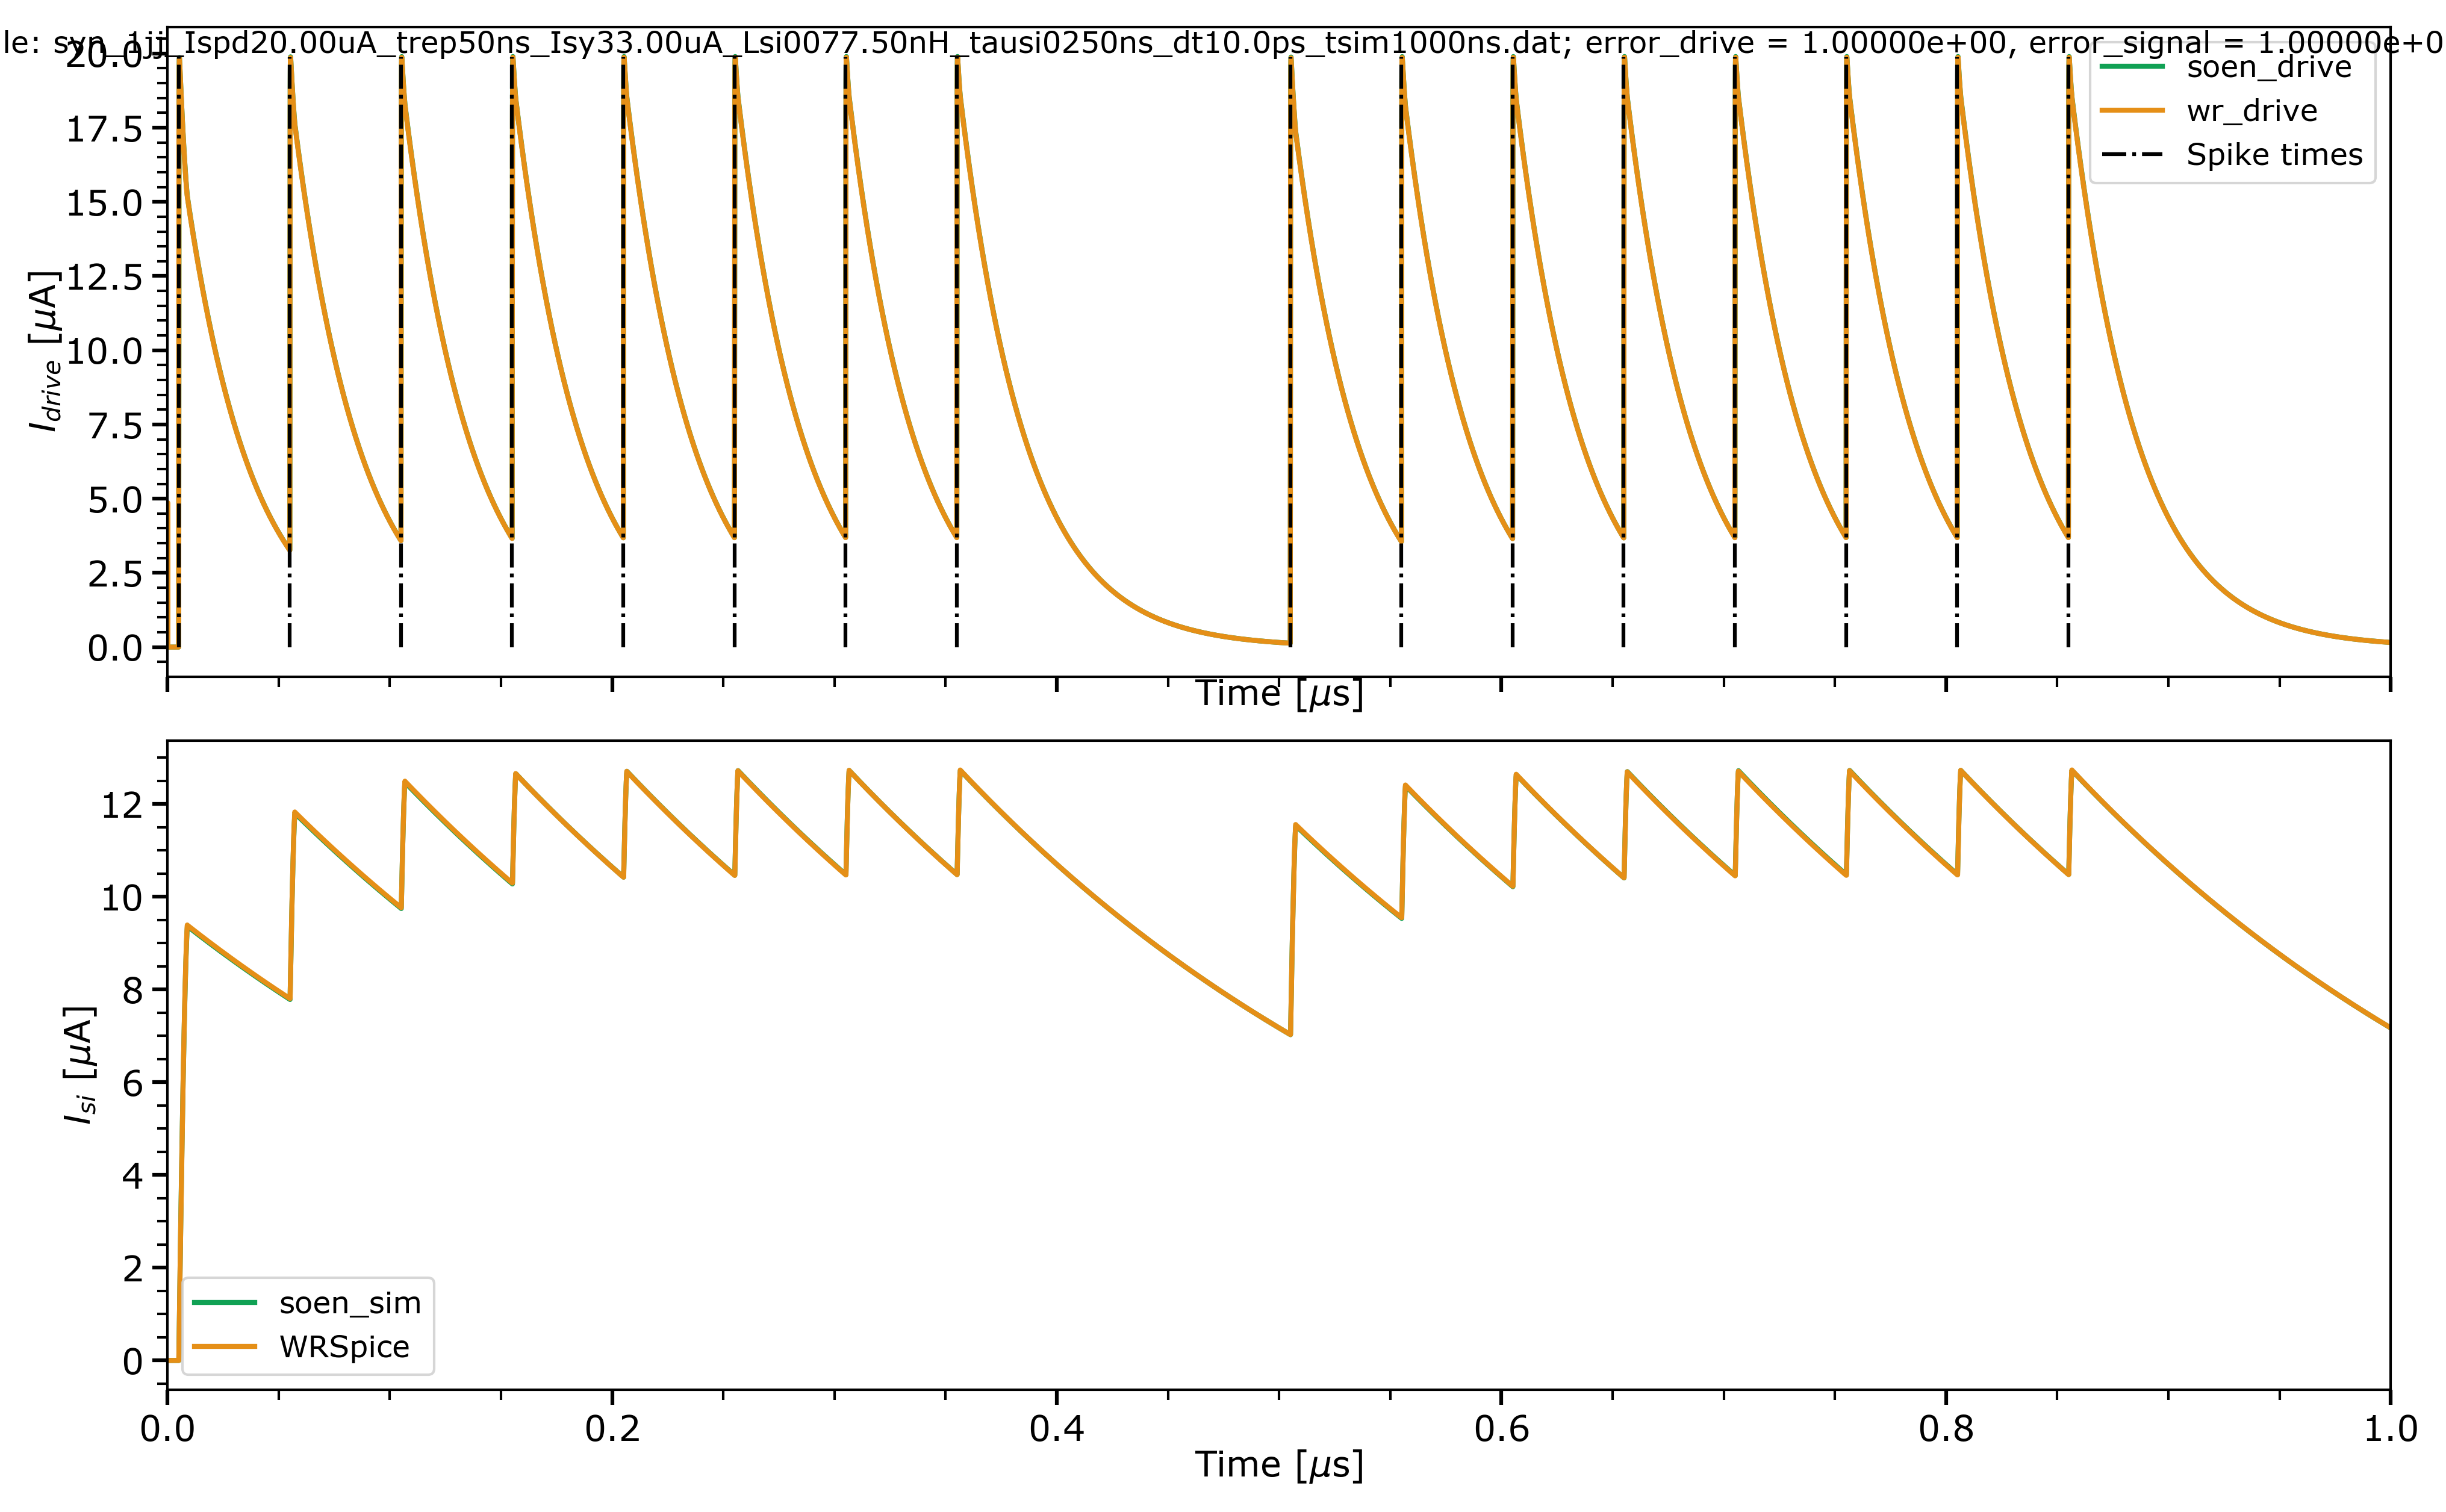 le: syn_1jj_Ispd20.00uA_trep50ns_Isy33.00uA_Lsi0077.50nH_tausi0250ns_dt10.0ps_tsim1000ns.dat; error_drive = 1.00000e+00, error_signal = 1.00000e+0
20.0
17.5
15.0
12.5
10.0
7.5
5.0
2.5
0.0
I_drive [μA]
soen_drive
wr_drive
Spike times
Time [μs]
12
10
8
6
4
2
0
I_si [μA]
soen_sim
WRSpice
0.0 0.2 0.4 0.6 0.8 1.0
Time [μs]